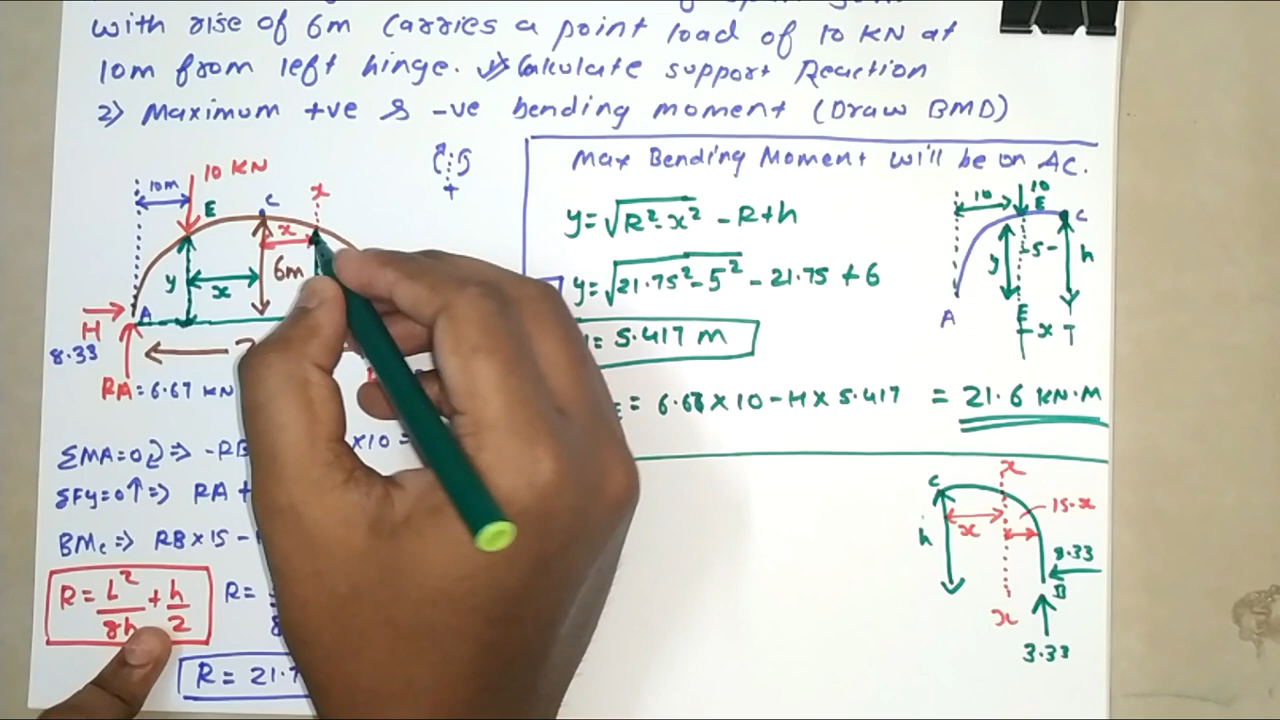 with rise of 6m carries a point load of 10 KN at
10m from left hinge. 1) Calculate support Reaction
2) Maximum +ve & -ve bending moment (Draw BMD)
Max Bending Moment will be on AC.
10m
10 KN
E
C
x
x
y
x
6m
+
H
A
8.33
RA = 6.67 KN
y = √R²-x² - R+h
y = √21.75²-5² - 21.75 + 6
= 5.417 m
= 6.67 x 10 - H x 5.417 = 21.6 KN.M
10
10
E
C
5
y
h
A
E
x
ΣMA=0 => -RB
x10 =
ΣFy=0↑ => RA +
BMc => RB x 15 -
R = L²/8h + h/2
R =
R = 21.7
x
C
x
15-x
h
8.33
B
x
3.33